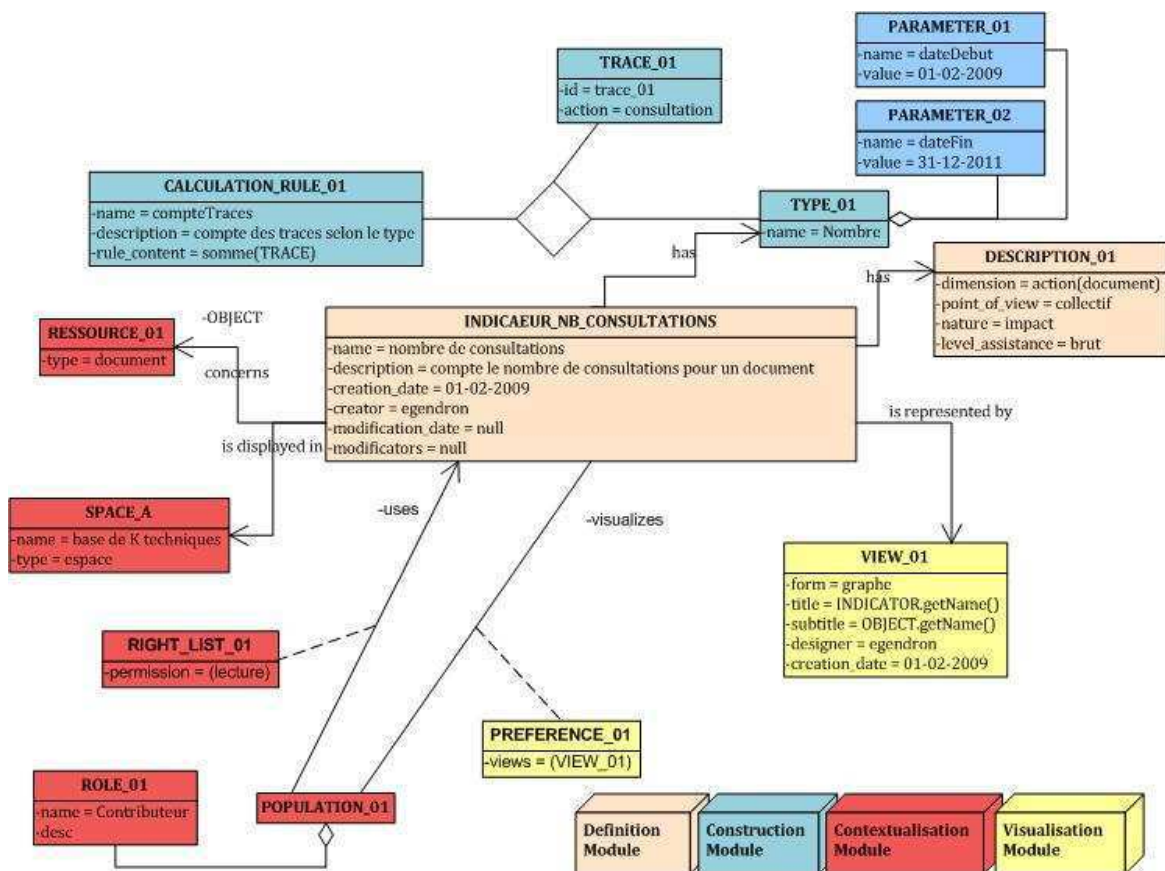 PARAMETER_01
-name = dateDebut
-value = 01-02-2009
TRACE_01
-id = trace_01
-action = consultation
PARAMETER_02
-name = dateFin
-value = 31-12-2011
CALCULATION_RULE_01
-name = compteTraces
-description = compte des traces selon le type
-rule_content = somme(TRACE)
TYPE_01
-name = Nombre
has
DESCRIPTION_01
-dimension = action(document)
-point_of_view = collectif
-nature = impact
-level_assistance = brut
has
-OBJECT
RESSOURCE_01
-type = document
concerns
INDICAEUR_NB_CONSULTATIONS
-name = nombre de consultations
-description = compte le nombre de consultations pour un document
-creation_date = 01-02-2009
-creator = egendron
-modification_date = null
-modificators = null
is represented by
is displayed in
SPACE_A
-name = base de K techniques
-type = espace
-uses
-visualizes
VIEW_01
-form = graphe
-title = INDICATOR.getName()
-subtitle = OBJECT.getName()
-designer = egendron
-creation_date = 01-02-2009
RIGHT_LIST_01
-permission = (lecture)
PREFERENCE_01
-views = (VIEW_01)
ROLE_01
-name = Contributeur
-desc
POPULATION_01
Definition
Module
Construction
Module
Contextualisation
Module
Visualisation
Module